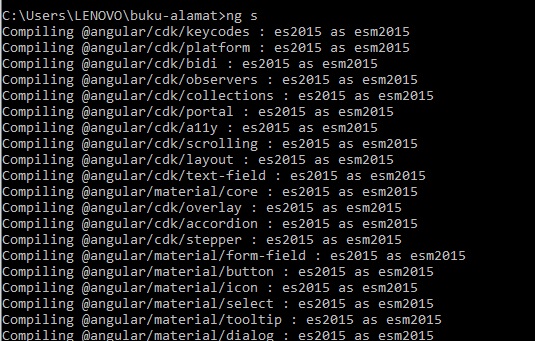 C:\Users\LENOVO\buku-alamat>ng s
Compiling @angular/cdk/keycodes : es2015 as esm2015
Compiling @angular/cdk/platform : es2015 as esm2015
Compiling @angular/cdk/bidi : es2015 as esm2015
Compiling @angular/cdk/observers : es2015 as esm2015
Compiling @angular/cdk/collections : es2015 as esm2015
Compiling @angular/cdk/portal : es2015 as esm2015
Compiling @angular/cdk/a11y : es2015 as esm2015
Compiling @angular/cdk/scrolling : es2015 as esm2015
Compiling @angular/cdk/layout : es2015 as esm2015
Compiling @angular/cdk/text-field : es2015 as esm2015
Compiling @angular/material/core : es2015 as esm2015
Compiling @angular/cdk/overlay : es2015 as esm2015
Compiling @angular/cdk/accordion : es2015 as esm2015
Compiling @angular/cdk/stepper : es2015 as esm2015
Compiling @angular/material/form-field : es2015 as esm2015
Compiling @angular/material/button : es2015 as esm2015
Compiling @angular/material/icon : es2015 as esm2015
Compiling @angular/material/select : es2015 as esm2015
Compiling @angular/material/tooltip : es2015 as esm2015
Compiling @angular/material/dialog : es2015 as esm2015